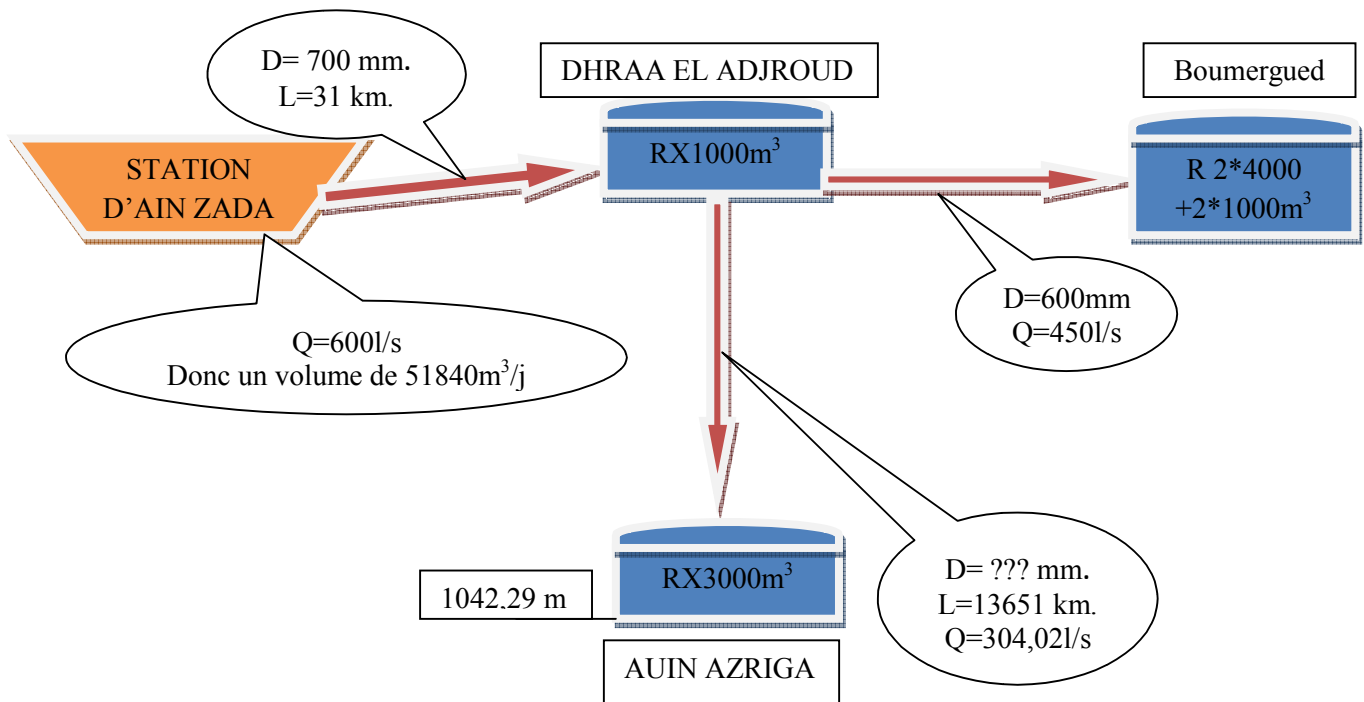 D= 700 mm.
L=31 km.
DHRAA EL ADJROUD
Boumergued
STATION
D’AIN ZADA
RX1000m³
R 2*4000
+2*1000m³
Q=600l/s
Donc un volume de 51840m³/j
D=600mm
Q=450l/s
1042,29 m
RX3000m³
AUIN AZRIGA
D= ??? mm.
L=13651 km.
Q=304,02l/s